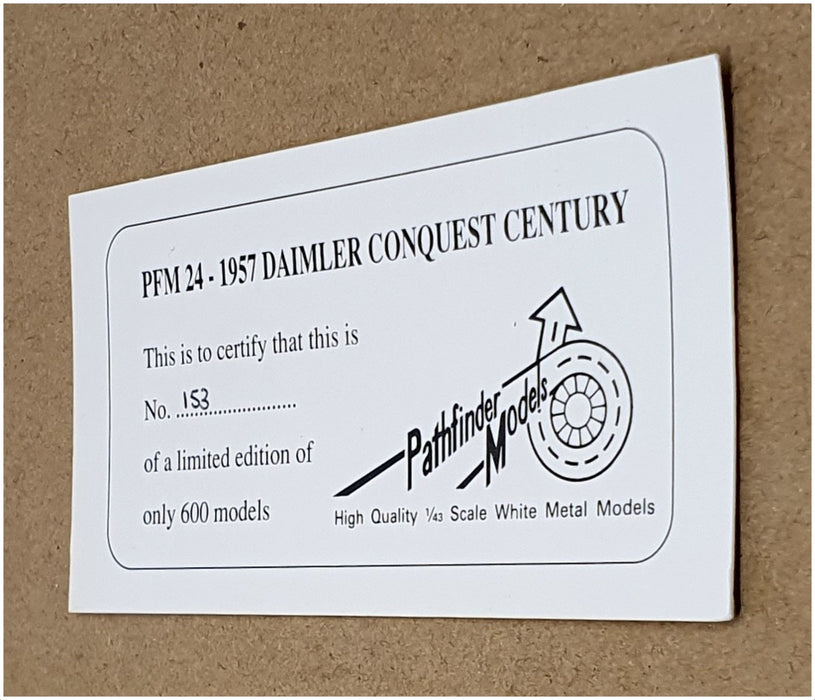 PFM 24 - 1957 DAIMLER CONQUEST CENTURY
This is to certify that this is
No. 153
of a limited edition of
only 600 models
Pathfinder
Models
High Quality 1/43 Scale White Metal Models